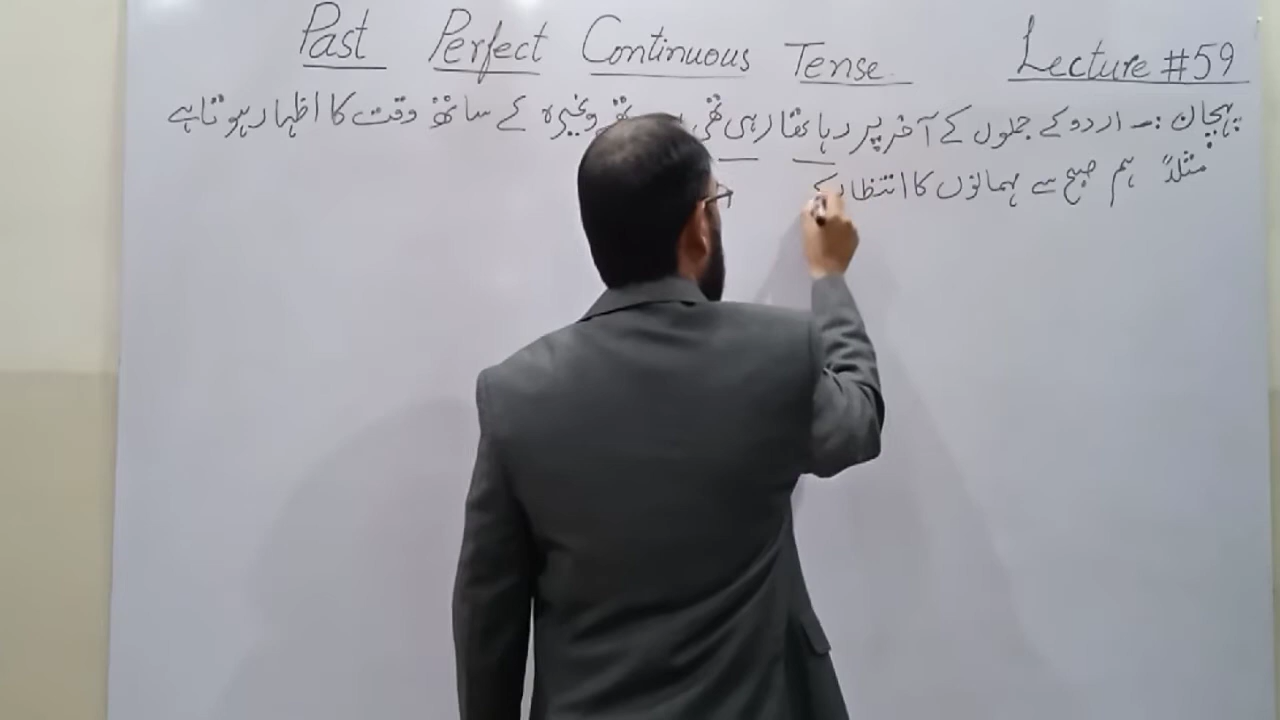 Past Perfect Continuous Tense Lecture #59
پہچان :۔ اردو کے جملوں کے آخر پر رہا تھا رہی تھی تھے وغیرہ کے ساتھ وقت کا اظہار ہوتا ہے
مثلاً ہم صبح سے مہمانوں کا انتظار